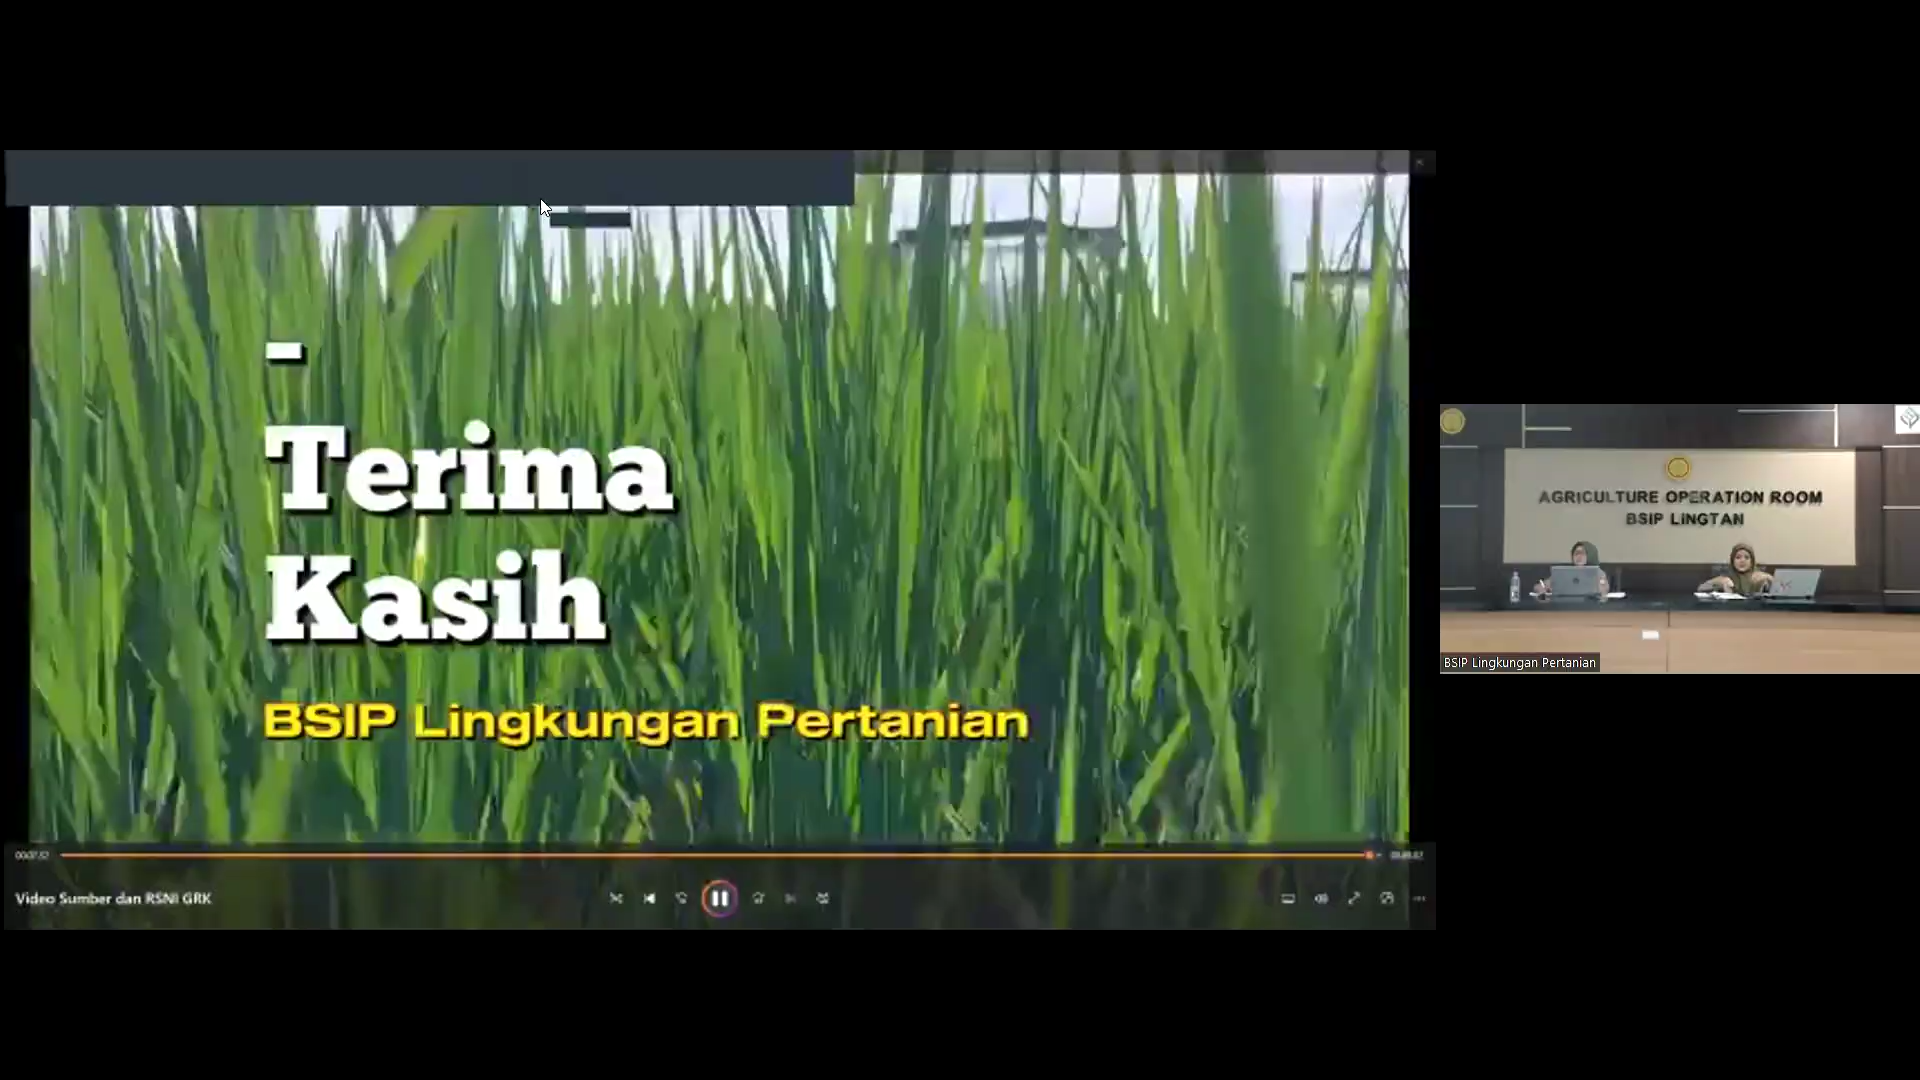 -
Terima
Kasih
BSIP Lingkungan Pertanian
Video Sumber dan RSNI GRK
AGRICULTURE OPERATION ROOM
BSIP LINGTAN
BSIP Lingkungan Pertanian